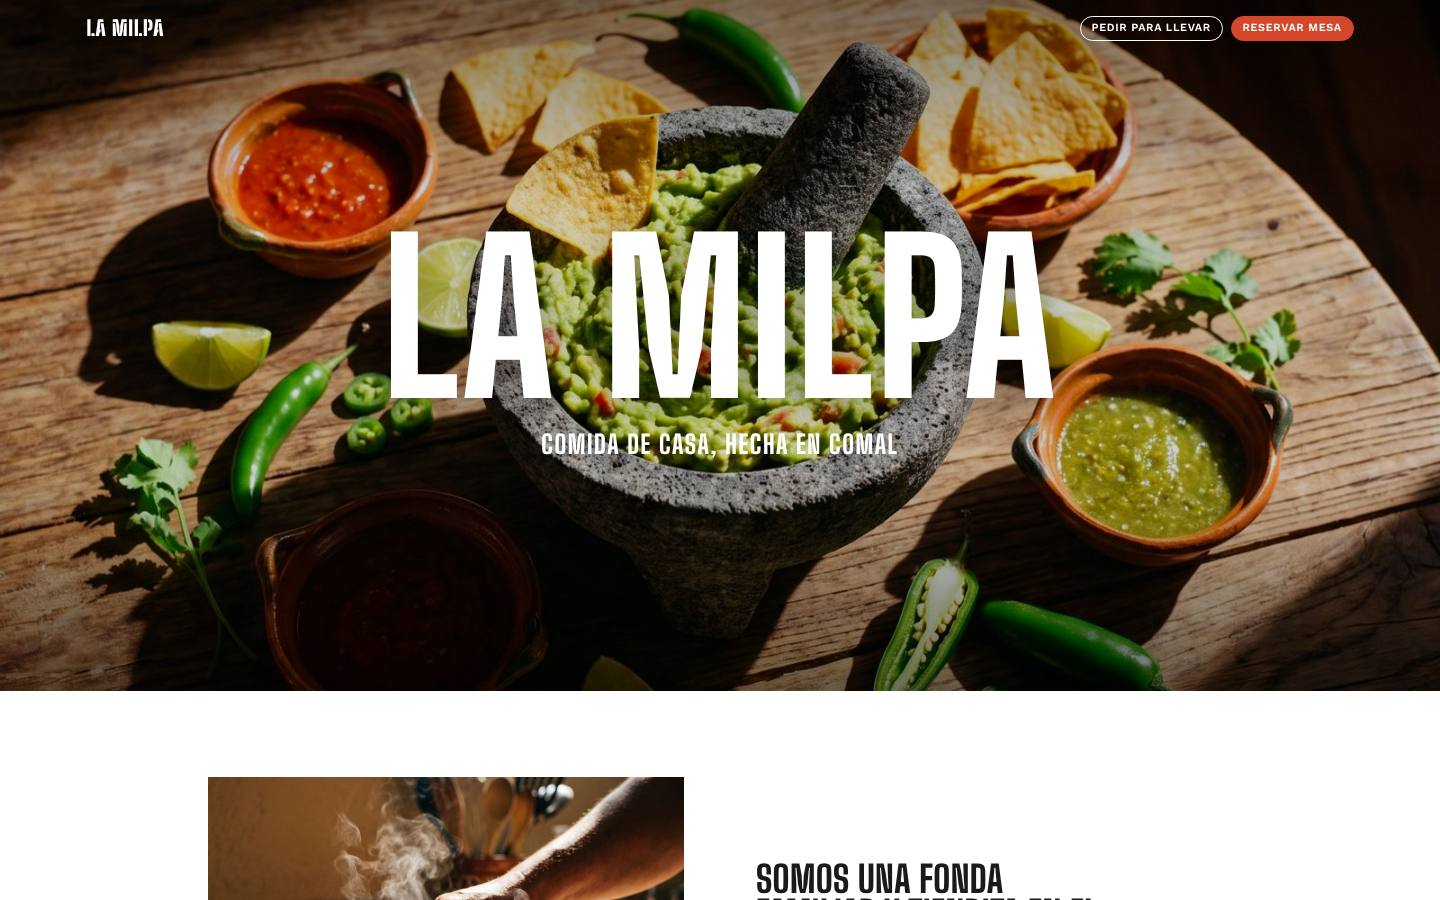 LA MILPA
PEDIR PARA LLEVAR
RESERVAR MESA
LA MILPA
COMIDA DE CASA, HECHA EN COMAL
SOMOS UNA FONDA